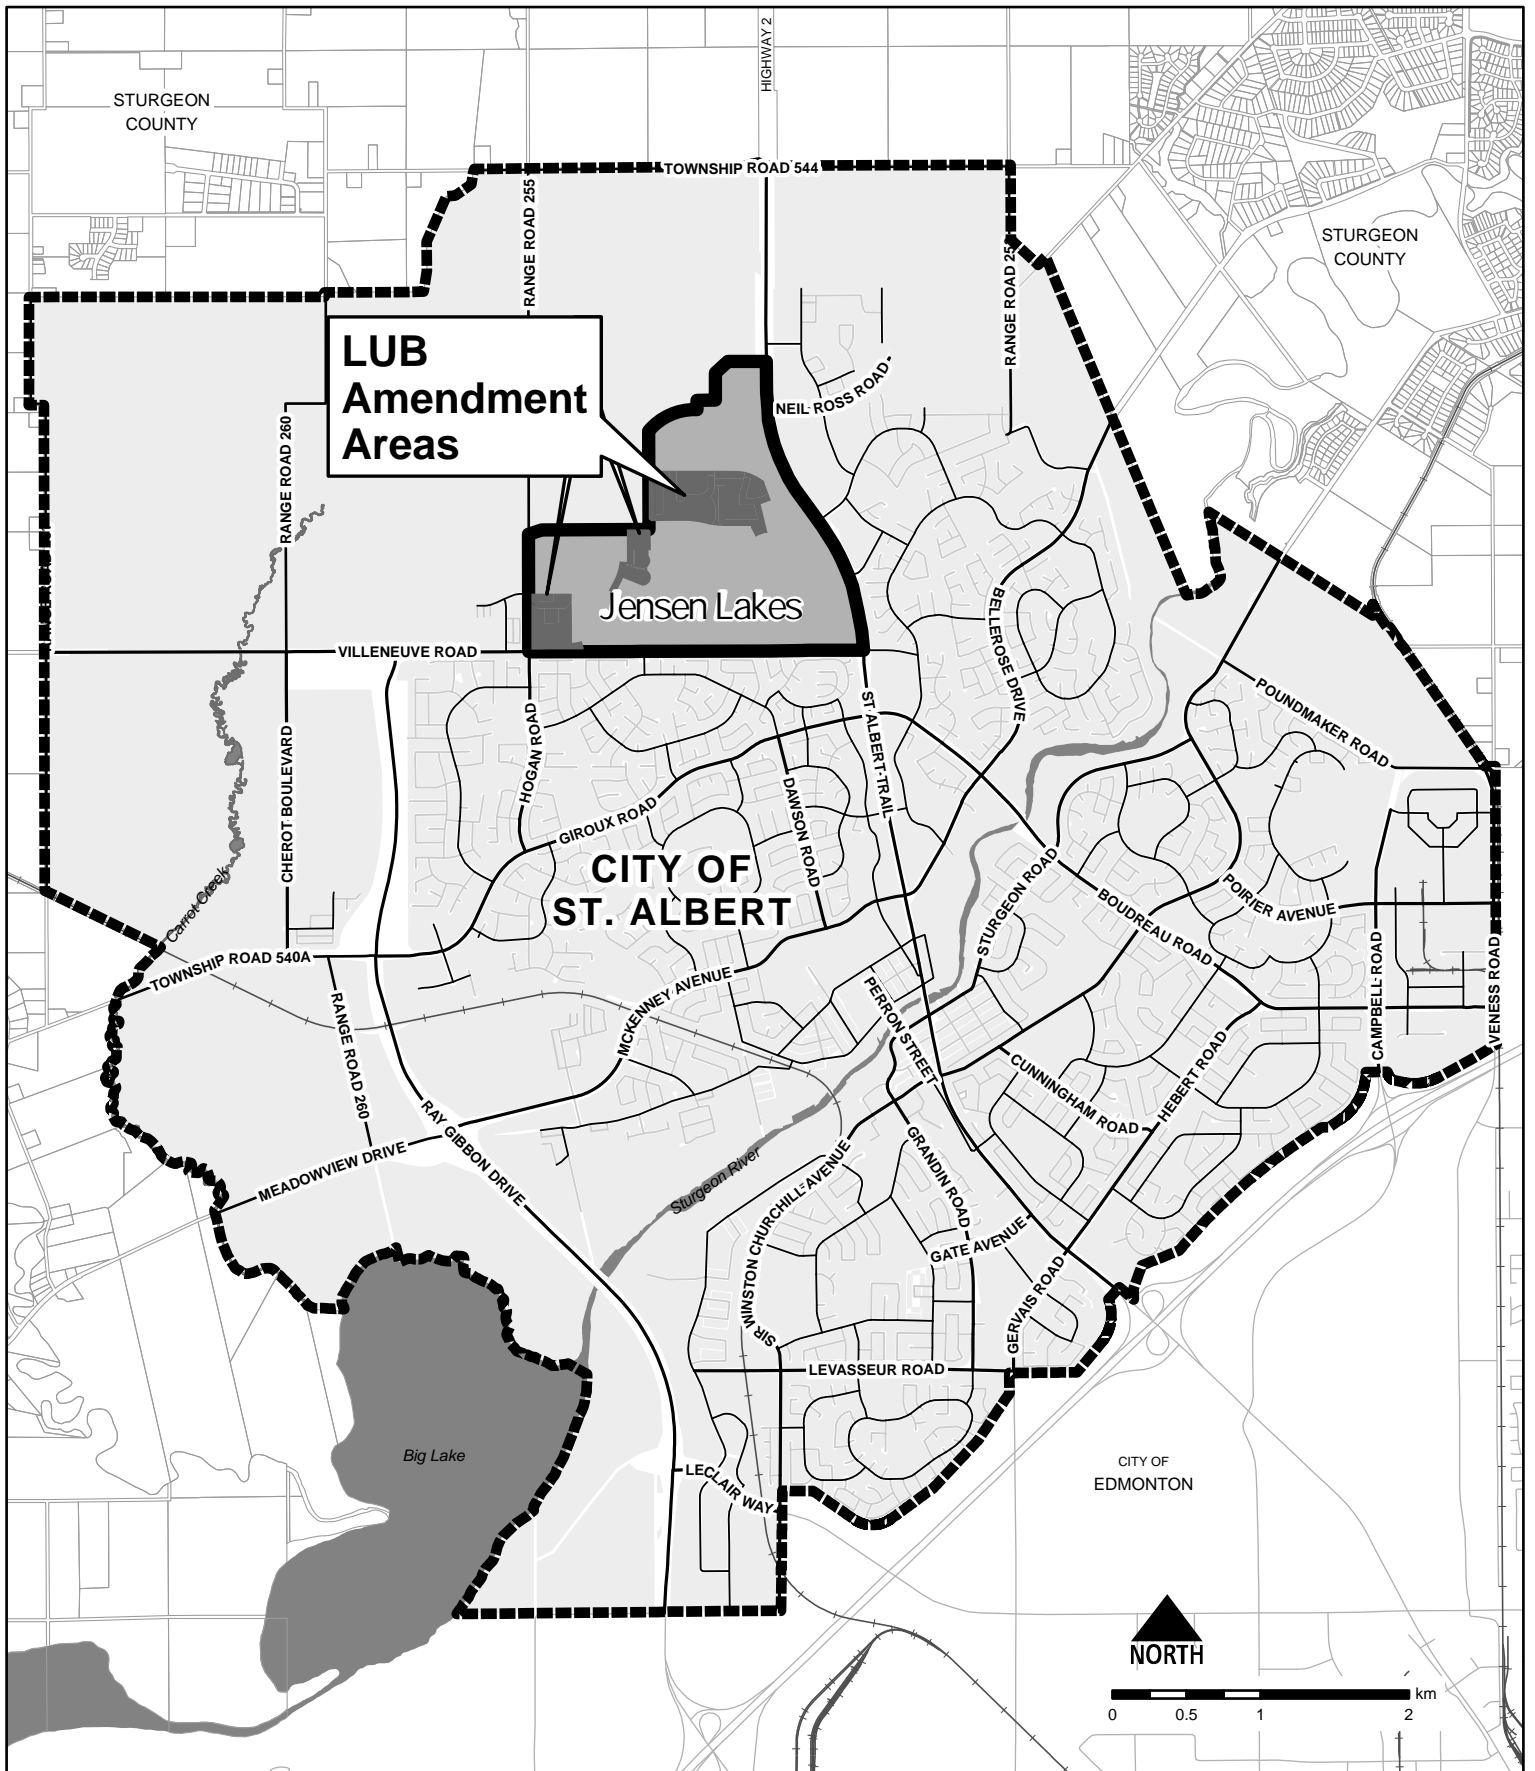 HIGHWAY 2
STURGEON
COUNTY
TOWNSHIP ROAD 544
RANGE ROAD 255
STURGEON
COUNTY
RANGE ROAD 25
LUB
Amendment
Areas
NEIL ROSS ROAD
RANGE ROAD 260
Jensen Lakes
BELLEROSE DRIVE
VILLENEUVE ROAD
POUNDMAKER ROAD
HOGAN ROAD
ST ALBERT TRAIL
CHEROT BOULEVARD
GIROUX ROAD
DAWSON ROAD
CITY OF
ST. ALBERT
STURGEON ROAD
BOUDREAU ROAD
POIRIER AVENUE
Carrot Creek
TOWNSHIP ROAD 540A
CAMPBELL ROAD
VENESS ROAD
RANGE ROAD 260
MCKENNEY AVENUE
PERRON STREET
CUNNINGHAM ROAD
HEBERT ROAD
RAY GIBBON DRIVE
MEADOWVIEW DRIVE
Sturgeon River
SIR WINSTON CHURCHILL AVENUE
GRANDIN ROAD
GATE AVENUE
GERVAIS ROAD
LEVASSEUR ROAD
Big Lake
LECLAIR WAY
CITY OF
EDMONTON
NORTH
km
0 0.5 1 2